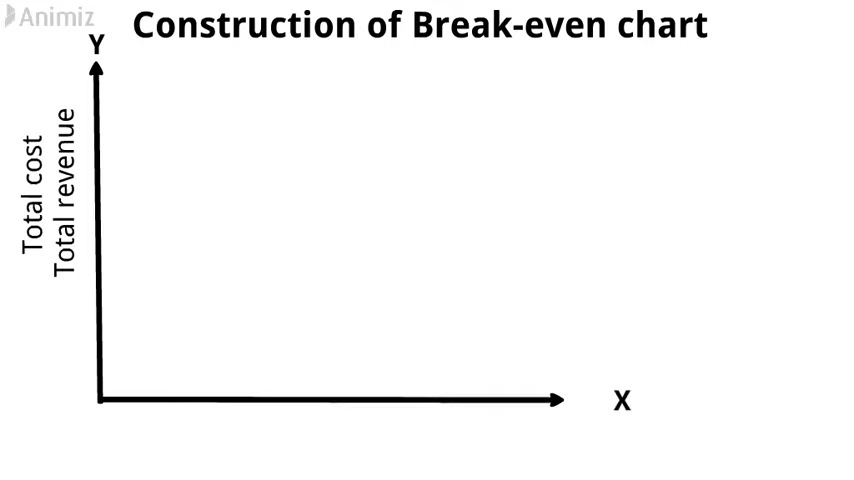 Animiz
Construction of Break-even chart
Y
Total cost
Total revenue
X